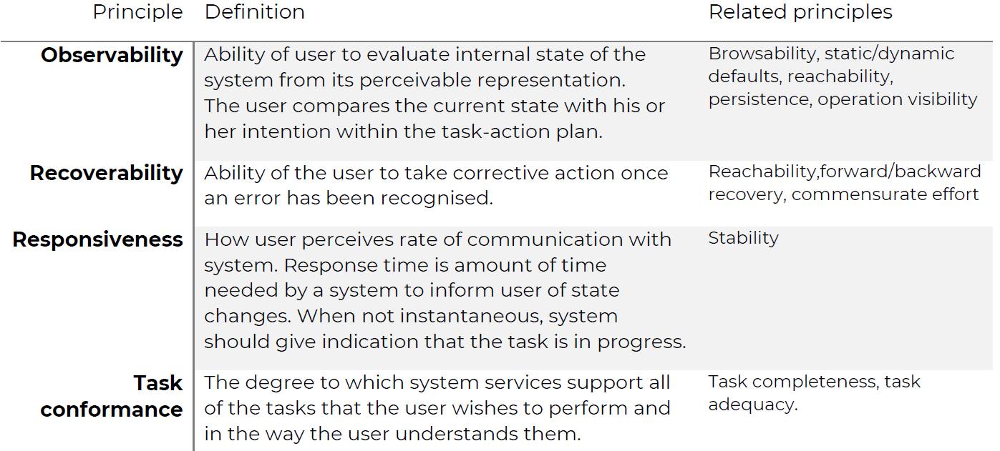 Principle Definition Related principles
Observability Ability of user to evaluate internal state of the Browsability, static/dynamic
system from its perceivable representation. defaults, reachability,
The user compares the current state with his or persistence, operation visibility
her intention within the task-action plan.
Recoverability Ability of the user to take corrective action once Reachability,forward/backward
an error has been recognised. recovery, commensurate effort
Responsiveness How user perceives rate of communication with Stability
system. Response time is amount of time
needed by a system to inform user of state
changes. When not instantaneous, system
should give indication that the task is in progress.
Task The degree to which system services support all Task completeness, task
conformance of the tasks that the user wishes to perform and adequacy.
in the way the user understands them.